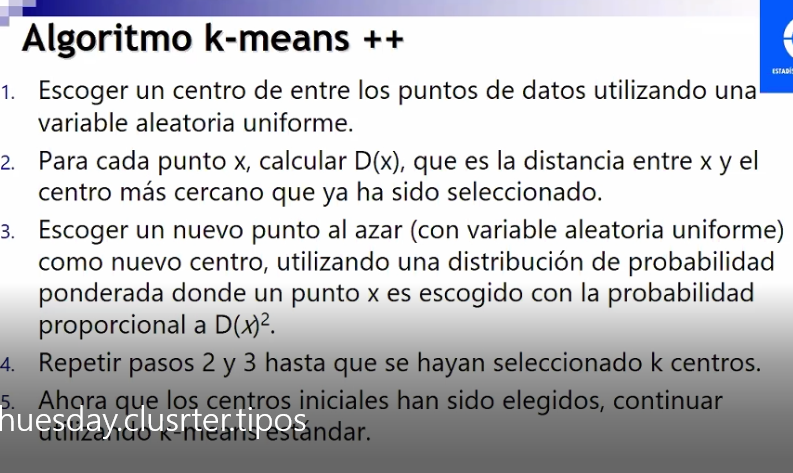 Algoritmo k-means ++
ESTADÍS
1. Escoger un centro de entre los puntos de datos utilizando una
variable aleatoria uniforme.
2. Para cada punto x, calcular D(x), que es la distancia entre x y el
centro más cercano que ya ha sido seleccionado.
3. Escoger un nuevo punto al azar (con variable aleatoria uniforme)
como nuevo centro, utilizando una distribución de probabilidad
ponderada donde un punto x es escogido con la probabilidad
proporcional a D(x)².
4. Repetir pasos 2 y 3 hasta que se hayan seleccionado k centros.
5. Ahora que los centros iniciales han sido elegidos, continuar
utilizando k-means estándar.
huesday.clusrter.tipos